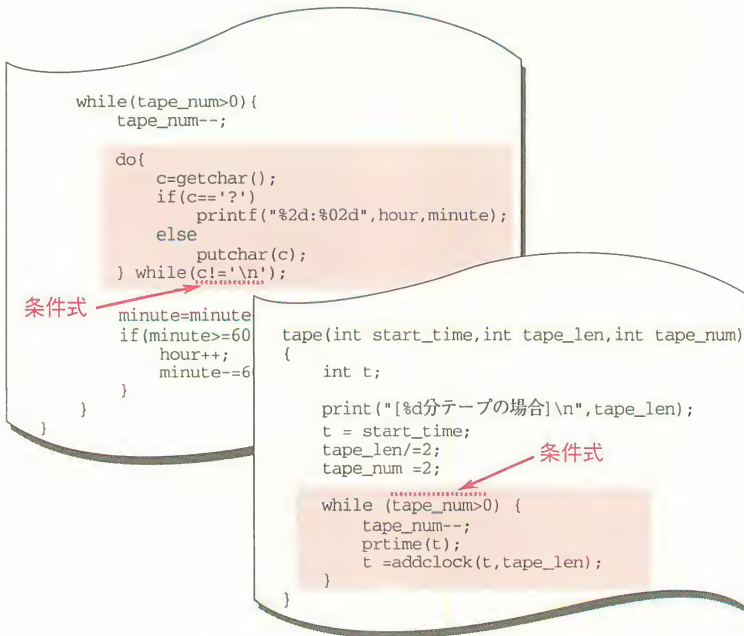 while(tape_num>0){
tape_num--;
do{
c=getchar();
if(c=='?')
printf("%2d:%02d",hour,minute);
else
putchar(c);
} while(c!='\n');
条件式
minute=minute
if(minute>=60
hour++;
minute-=6
}
}
}
tape(int start_time,int tape_len,int tape_num)
{
int t;
print("[%d分テープの場合]\n",tape_len);
t = start_time;
tape_len/=2;
tape_num =2;
条件式
while (tape_num>0) {
tape_num--;
prtime(t);
t =addclock(t,tape_len);
}
}